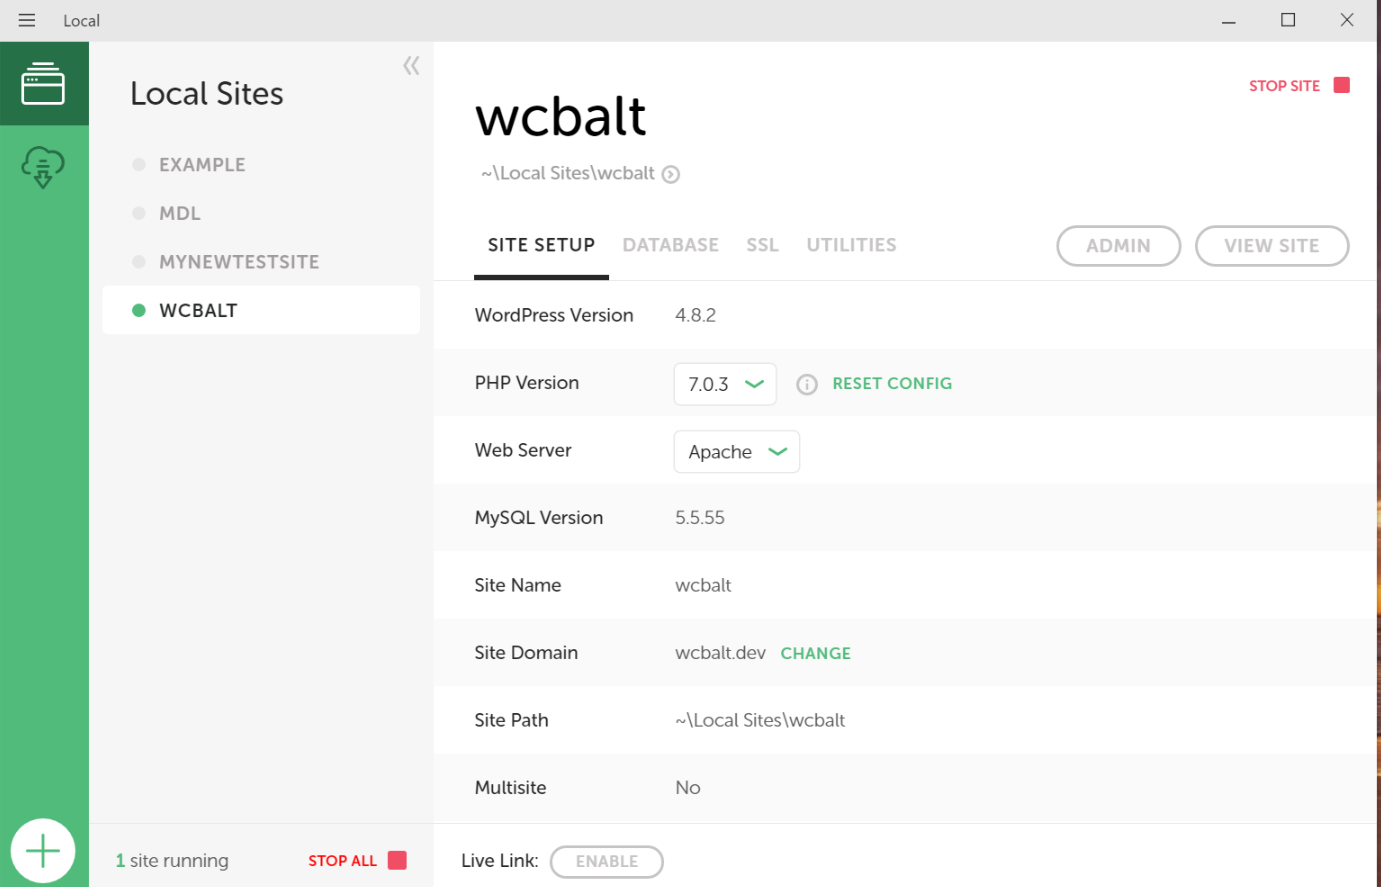 Local
Local Sites
EXAMPLE
MDL
MYNEWTESTSITE
WCBALT
1 site running
STOP ALL
STOP SITE
wcbalt
~\Local Sites\wcbalt
SITE SETUP DATABASE SSL UTILITIES ADMIN VIEW SITE
WordPress Version 4.8.2
PHP Version 7.0.3 RESET CONFIG
Web Server Apache
MySQL Version 5.5.55
Site Name wcbalt
Site Domain wcbalt.dev CHANGE
Site Path ~\Local Sites\wcbalt
Multisite No
Live Link: ENABLE